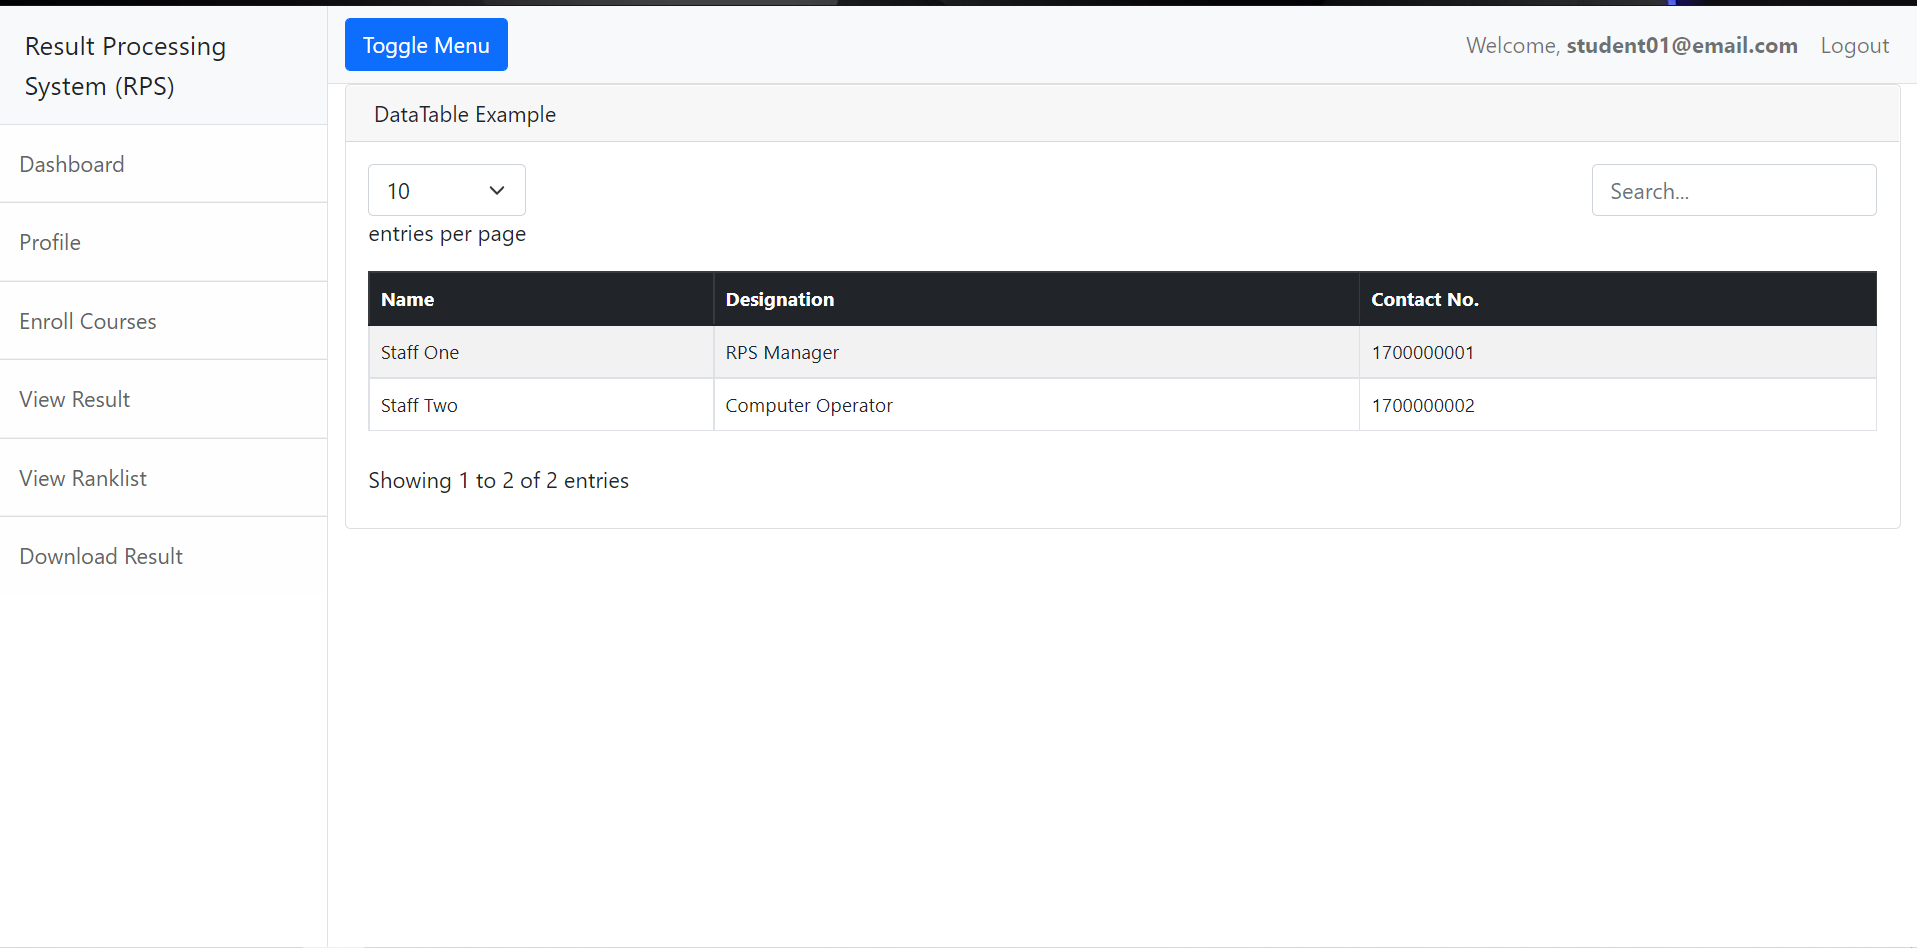 Result Processing
System (RPS)
Toggle Menu
Welcome, student01@email.com Logout
Dashboard
Profile
Enroll Courses
View Result
View Ranklist
Download Result
DataTable Example
10
entries per page
Search...
Name Designation Contact No.
Staff One RPS Manager 1700000001
Staff Two Computer Operator 1700000002
Showing 1 to 2 of 2 entries